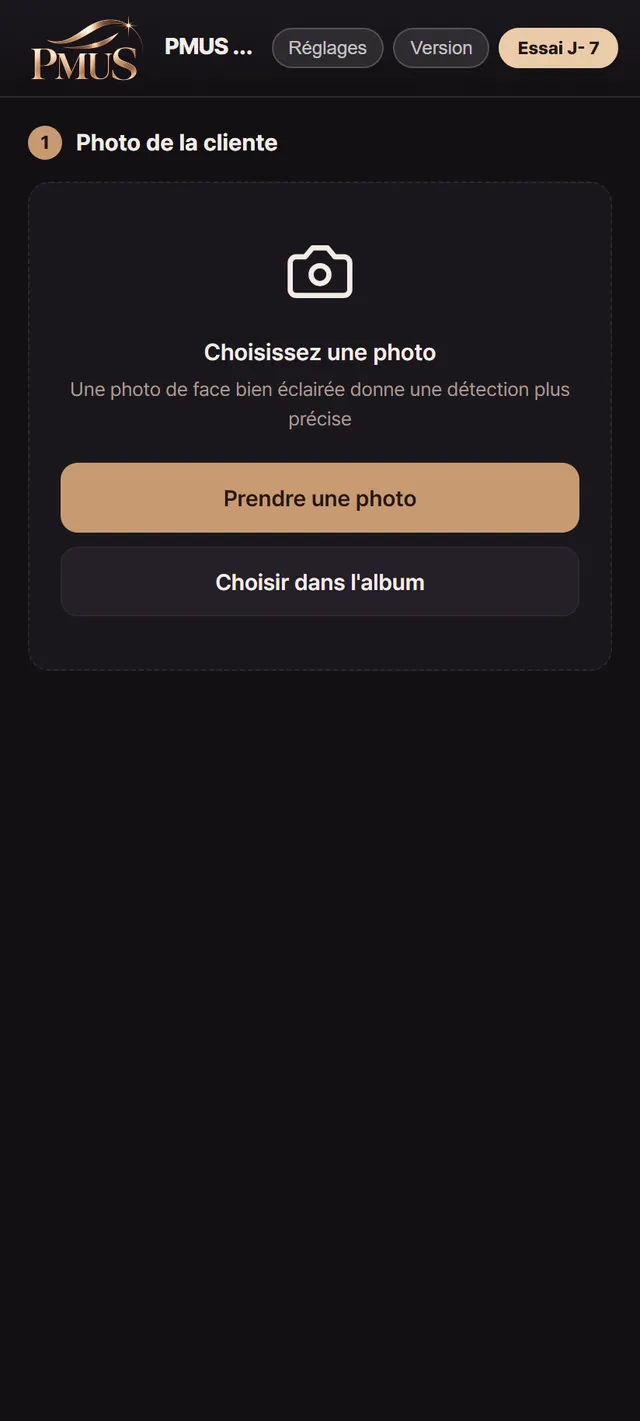 PMUS
PMUS ...
Réglages
Version
Essai J- 7
1
Photo de la cliente
Choisissez une photo
Une photo de face bien éclairée donne une détection plus
précise
Prendre une photo
Choisir dans l'album